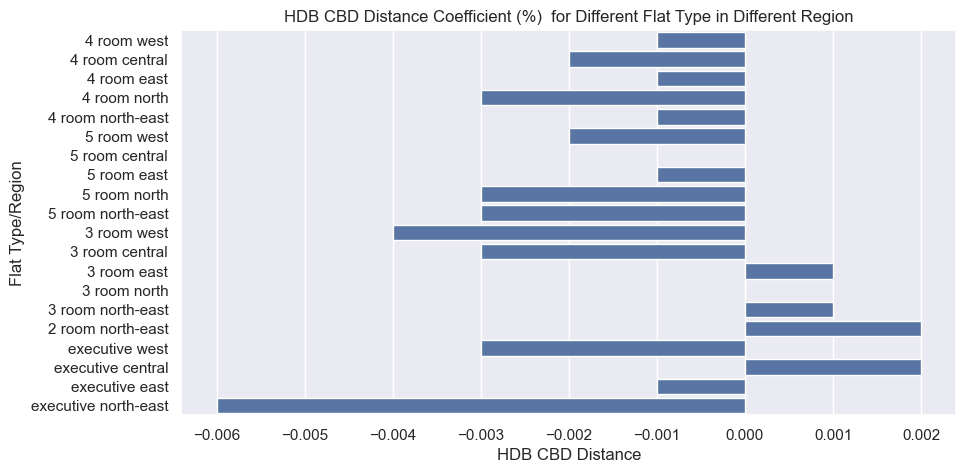 HDB CBD Distance Coefficient (%)  for Different Flat Type in Different Region
Flat Type/Region
4 room west
4 room central
4 room east
4 room north
4 room north-east
5 room west
5 room central
5 room east
5 room north
5 room north-east
3 room west
3 room central
3 room east
3 room north
3 room north-east
2 room north-east
executive west
executive central
executive east
executive north-east
−0.006 −0.005 −0.004 −0.003 −0.002 −0.001 0.000 0.001 0.002
HDB CBD Distance